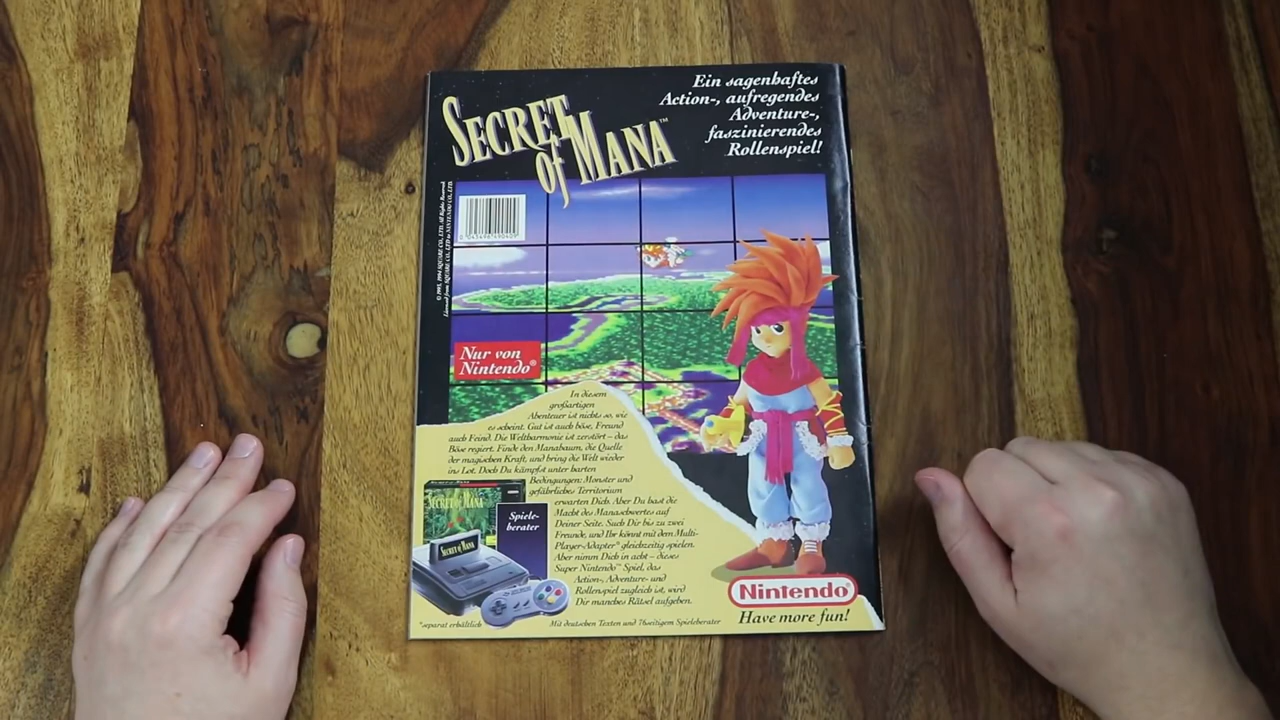 SECRET
of MANA™
Ein sagenhaftes
Action-, aufregendes
Adventure-,
faszinierendes
Rollenspiel!
Nur von
Nintendo®
In diesem
großartigen
Abenteuer ist nichts so, wie
es scheint. Gut ist auch böse, Freund
auch Feind. Die Weltharmonie ist zerstört – das
Böse regiert. Finde den Manabaum, die Quelle
der magischen Kraft, und bring die Welt wieder
ins Lot. Doch Du kämpfst unter harten
Bedingungen: Monster und
gefährliches Territorium
erwarten Dich. Aber Du hast die
Macht des Manaschwertes auf
Deiner Seite. Such Dir bis zu zwei
Freunde, und Ihr könnt mit dem Multi-
Player-Adapter* gleichzeitig spielen.
Aber nimm Dich in acht – dieses
Super Nintendo™ Spiel, das
Action-, Adventure- und
Rollenspiel zugleich ist, wird
Dir manches Rätsel aufgeben.
SECRET OF MANA
Spiele-
berater
SECRET OF MANA
*separat erhältlich
Mit deutschen Texten und 76seitigem Spieleberater
Nintendo®
Have more fun!